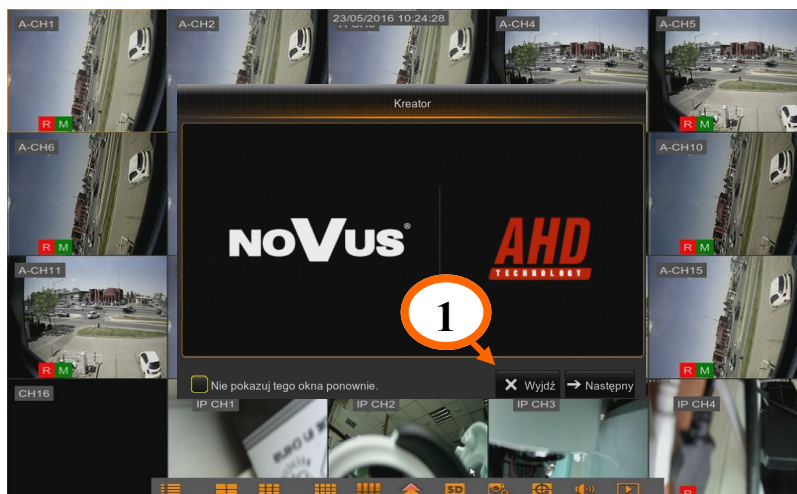 A-CH1
A-CH2
23/05/2016 10:24:28
A-CH4
A-CH5
R M
R M
Kreator
A-CH6
A-CH10
NOVUS®
AHD
TECHNOLOGY
R M
R M
A-CH11
A-CH15
1
R M
R M
Nie pokazuj tego okna ponownie.
Wyjdź
Następny
CH16
IP CH1
IP CH2
IP CH3
IP CH4
SD
R